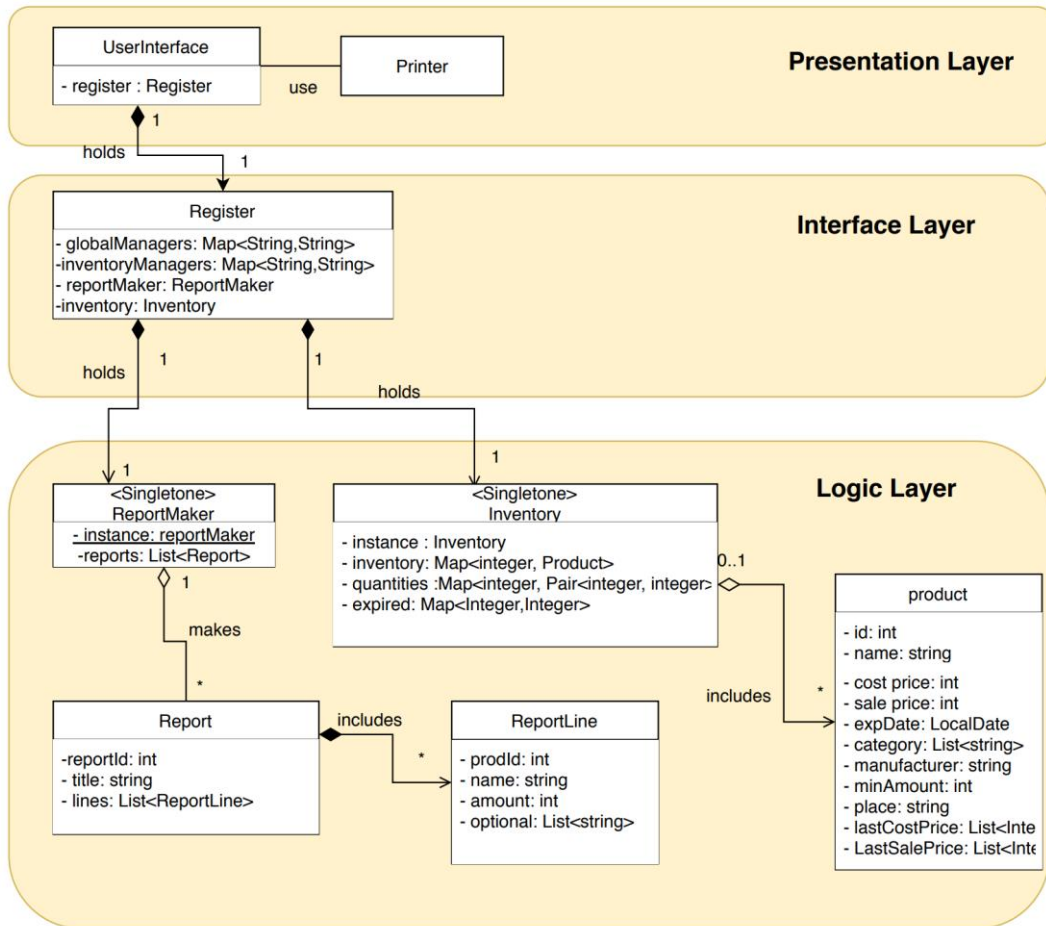 UserInterface
- register : Register
use
Printer
Presentation Layer
1
holds
1
Register
- globalManagers: Map<String,String>
-inventoryManagers: Map<String,String>
- reportMaker: ReportMaker
-inventory: Inventory
Interface Layer
1
holds
1
holds
1
1
Logic Layer
<Singletone>
ReportMaker
- instance: reportMaker
-reports: List<Report>
<Singletone>
Inventory
- instance : Inventory
- inventory: Map<integer, Product>
- quantities :Map<integer, Pair<integer, integer>
- expired: Map<Integer,Integer>
0..1
1
makes
*
includes
*
product
- id: int
- name: string
- cost price: int
- sale price: int
- expDate: LocalDate
- category: List<string>
- manufacturer: string
- minAmount: int
- place: string
- lastCostPrice: List<Inte
- LastSalePrice: List<Inte
Report
-reportId: int
- title: string
- lines: List<ReportLine>
includes
*
ReportLine
- prodId: int
- name: string
- amount: int
- optional: List<string>